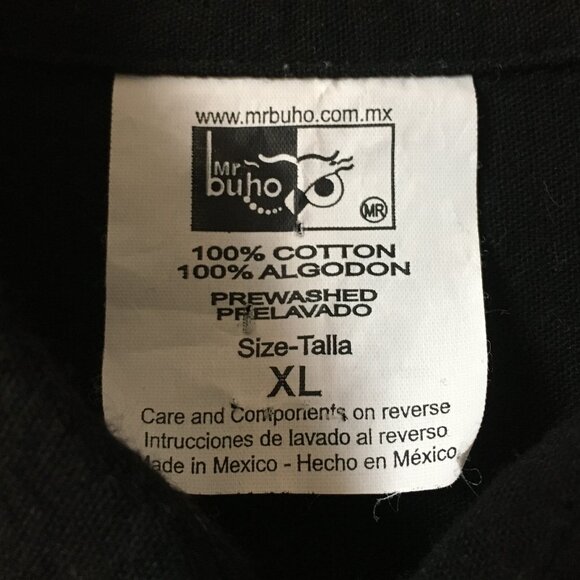 www.mrbuho.com.mx
Mr
buho
MR
100% COTTON
100% ALGODON
PREWASHED
PRELAVADO
Size-Talla
XL
Care and Components on reverse
Intrucciones de lavado al reverso
Made in Mexico - Hecho en México